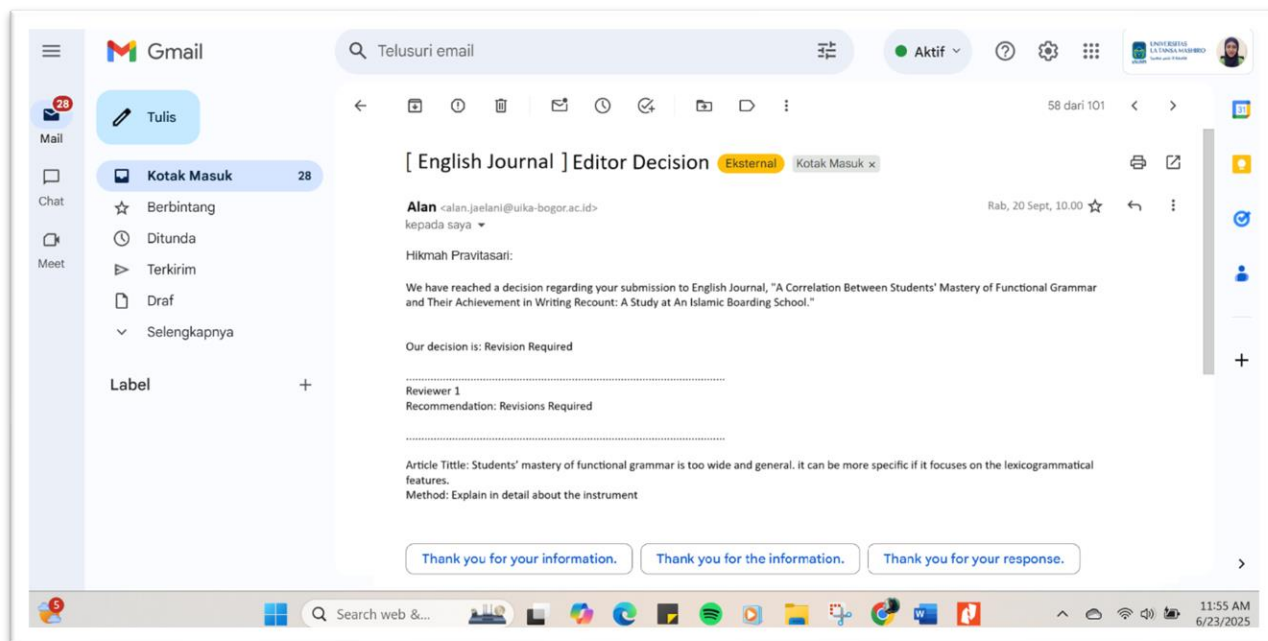 Gmail
Telusuri email
Aktif
UNIVERSITAS
LA TANSA MASHIRO
28
Mail
Tulis
58 dari 101
31
Chat
Meet
Kotak Masuk 28
Berbintang
Ditunda
Terkirim
Draf
Selengkapnya
Label
[ English Journal ] Editor Decision Eksternal Kotak Masuk x
Alan <alan.jaelani@uika-bogor.ac.id>
Rab, 20 Sept, 10.00
kepada saya
Hikmah Pravitasari:
We have reached a decision regarding your submission to English Journal, "A Correlation Between Students' Mastery of Functional Grammar
and Their Achievement in Writing Recount: A Study at An Islamic Boarding School."
Our decision is: Revision Required
Reviewer 1
Recommendation: Revisions Required
Article Tittle: Students' mastery of functional grammar is too wide and general. it can be more specific if it focuses on the lexicogrammatical
features.
Method: Explain in detail about the instrument
Thank you for your information.
Thank you for the information.
Thank you for your response.
5
Search web &...
11:55 AM
6/23/2025